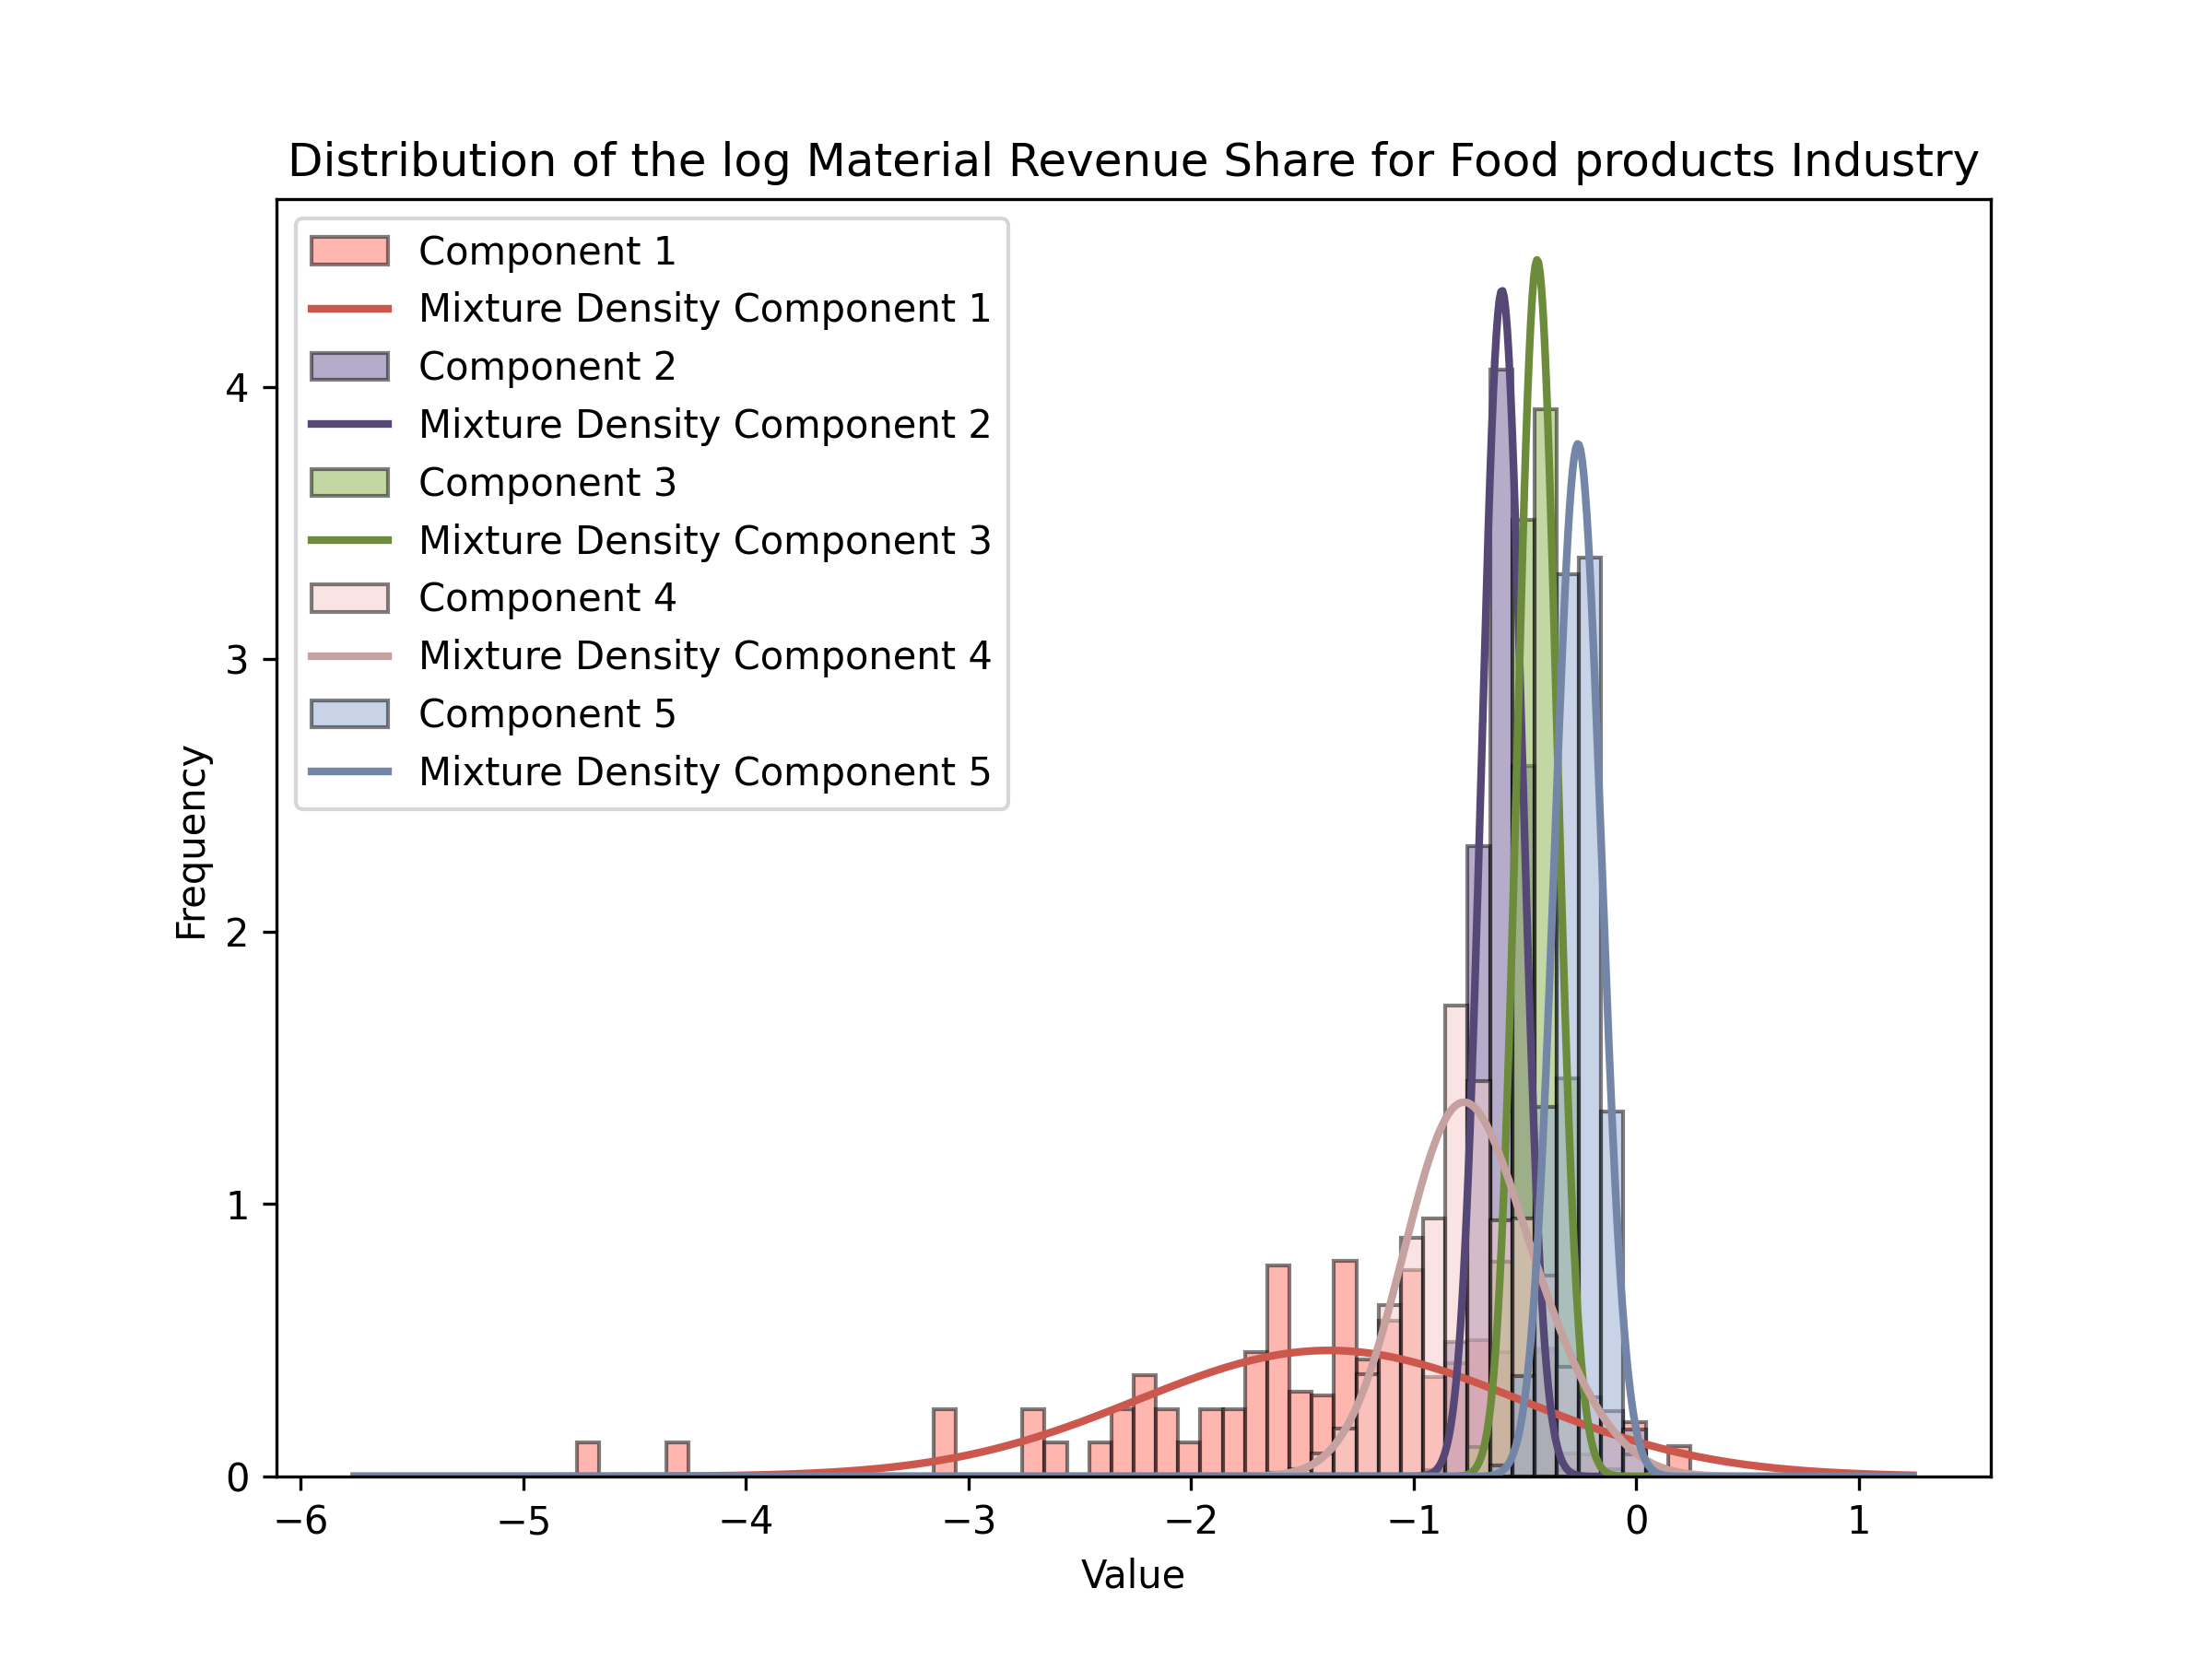 Distribution of the log Material Revenue Share for Food products Industry
Component 1
Mixture Density Component 1
Component 2
Mixture Density Component 2
Component 3
Mixture Density Component 3
Component 4
Mixture Density Component 4
Component 5
Mixture Density Component 5
Frequency
4
3
2
1
0
−6 −5 −4 −3 −2 −1 0 1
Value